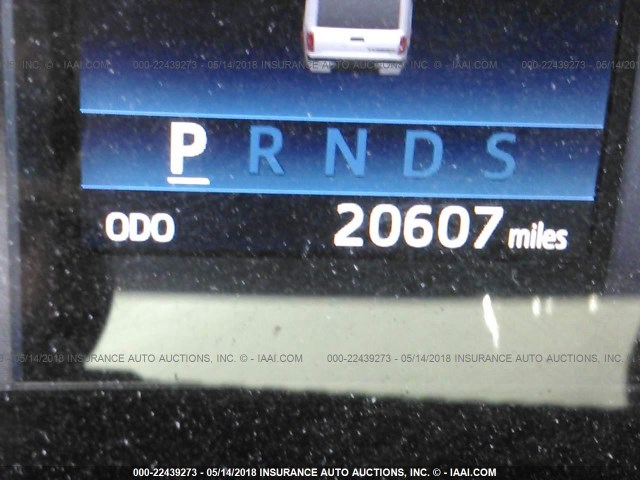 000-22439273 - 05/14/2018 INSURANCE AUTO AUCTIONS, INC. © - IAAI.COM
P R N D S
ODO 20607 miles
05/14/2018 INSURANCE AUTO AUCTIONS, INC. © - IAAI.COM 000-22439273 - 05/14/2018 INSURANCE AUTO AUCTIONS, INC. ©
000-22439273 - 05/14/2018 INSURANCE AUTO AUCTIONS, INC. © - IAAI.COM